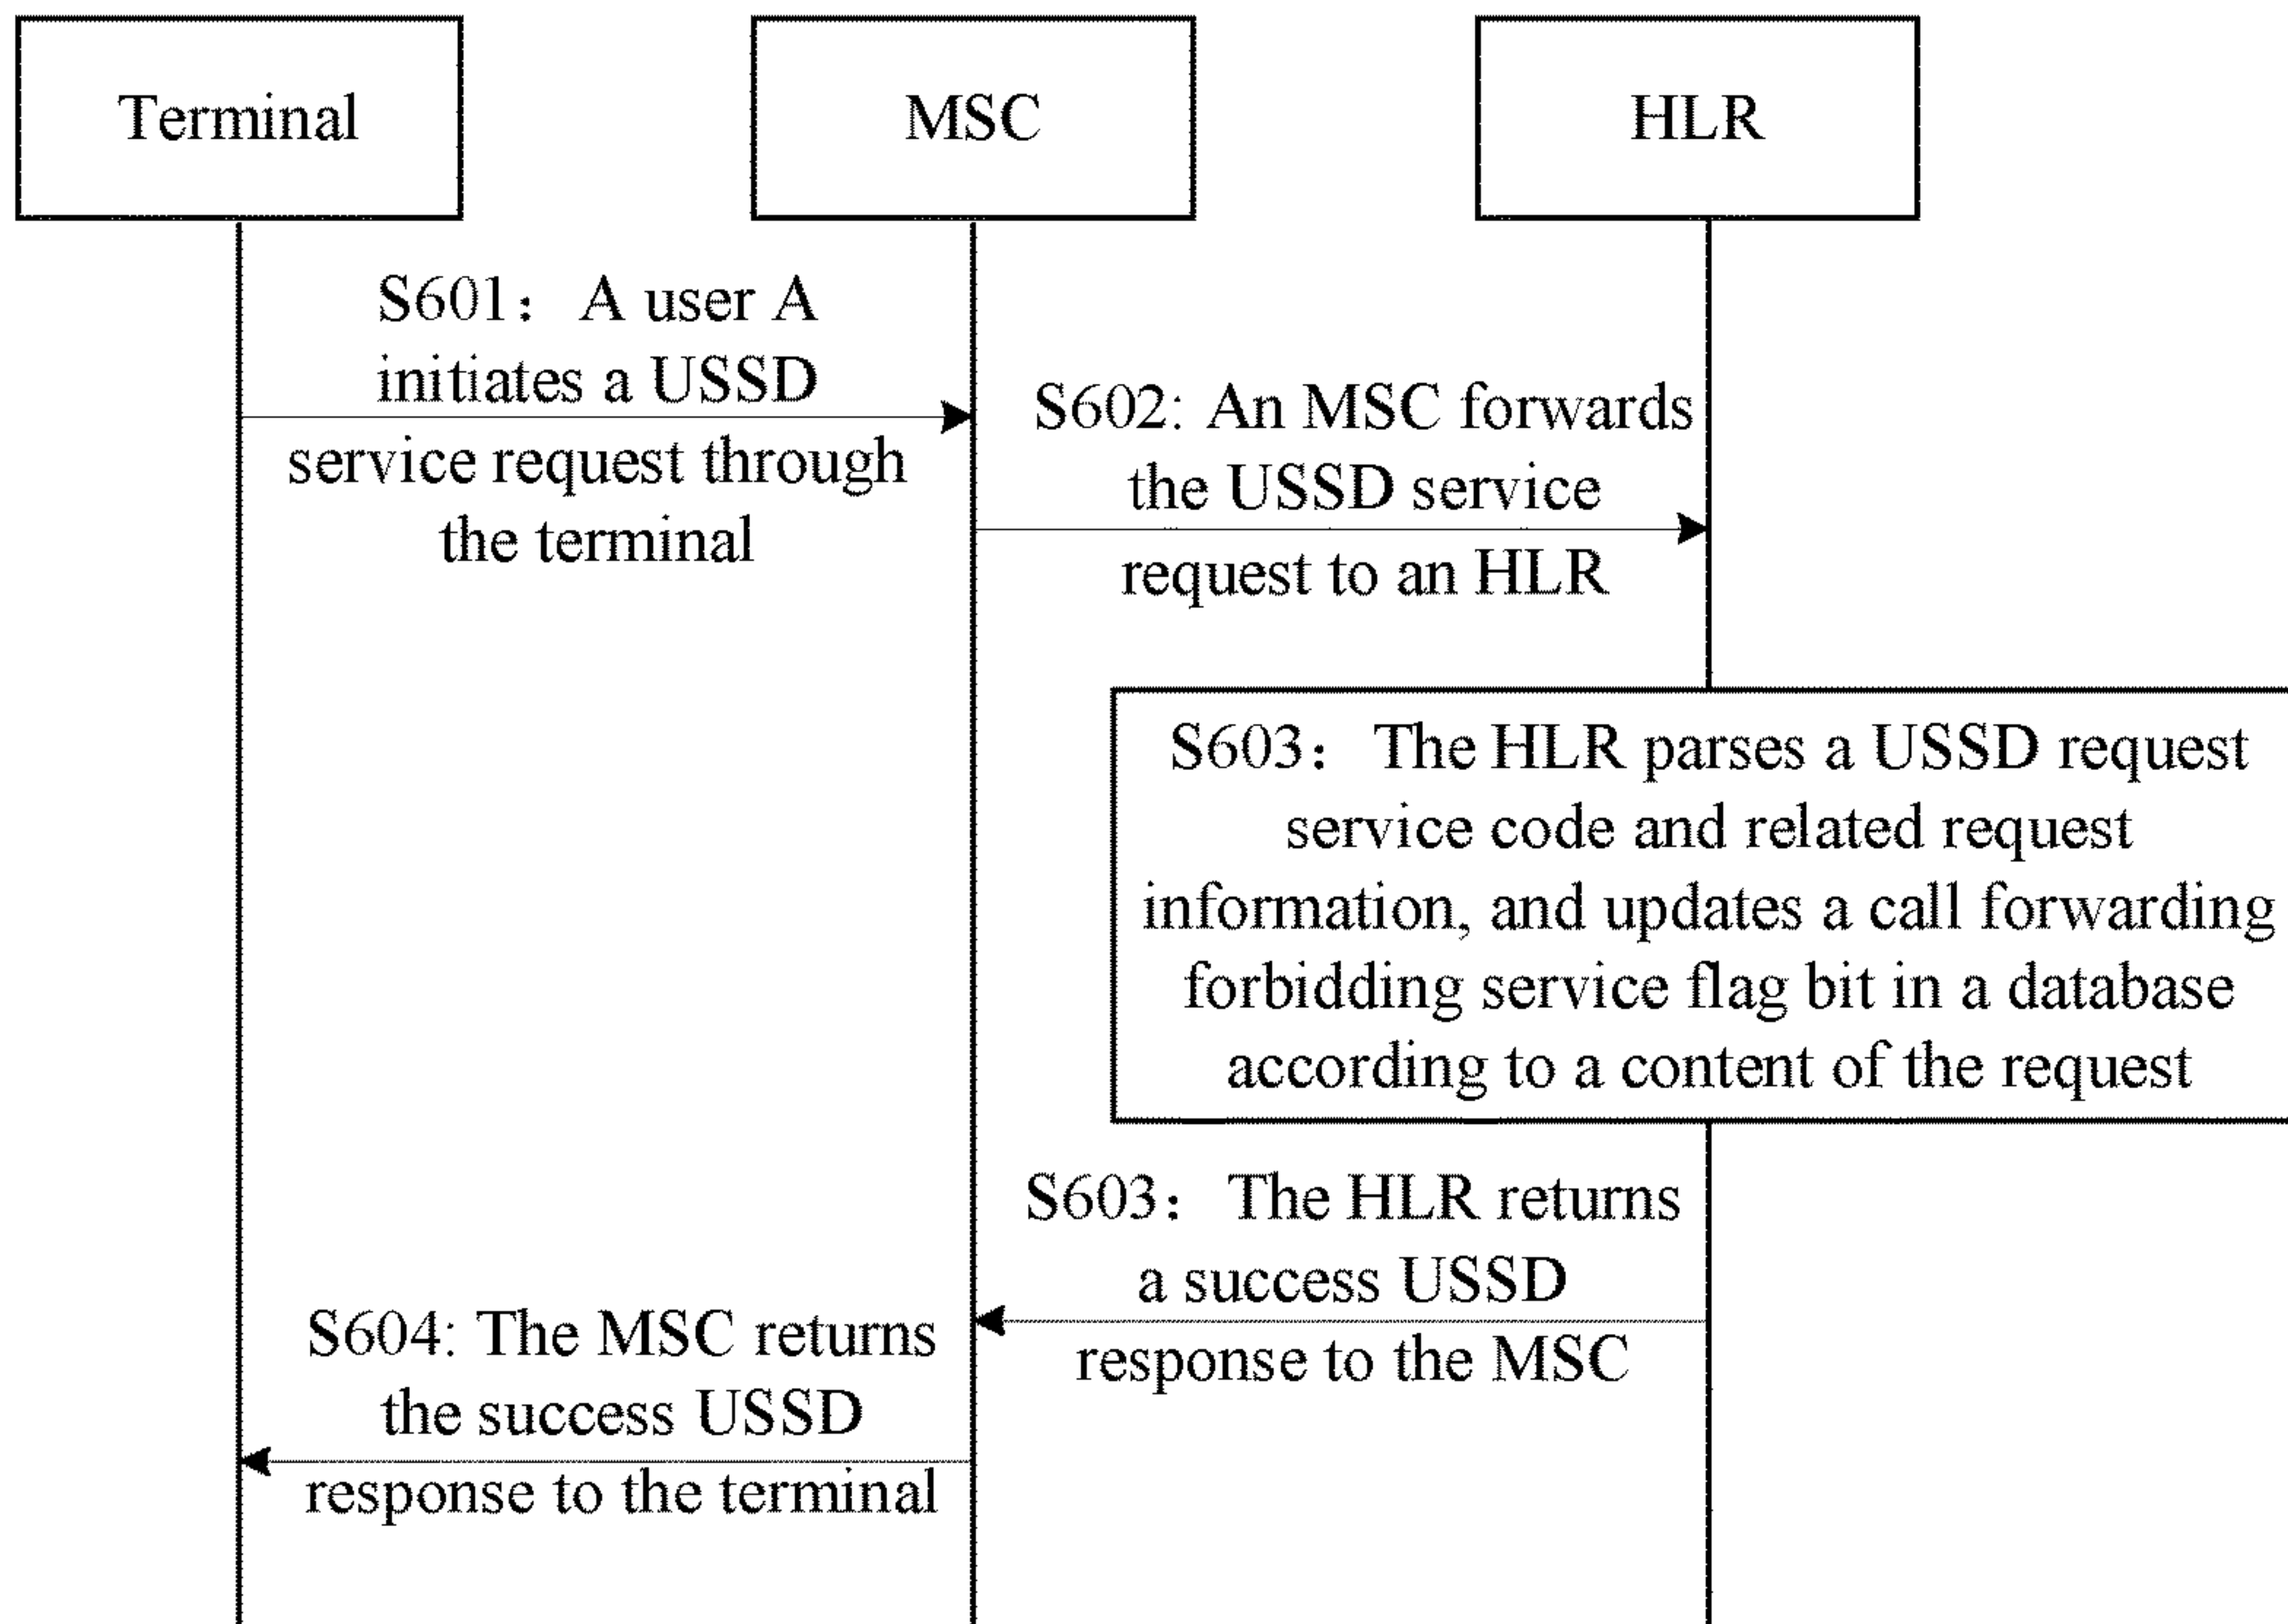 Terminal
MSC
HLR
S601： A user A
initiates a USSD
service request through
the terminal
S602: An MSC forwards
the USSD service
request to an HLR
S603： The HLR parses a USSD request
service code and related request
information, and updates a call forwarding
forbidding service flag bit in a database
according to a content of the request
S603： The HLR returns
a success USSD
response to the MSC
S604: The MSC returns
the success USSD
response to the terminal